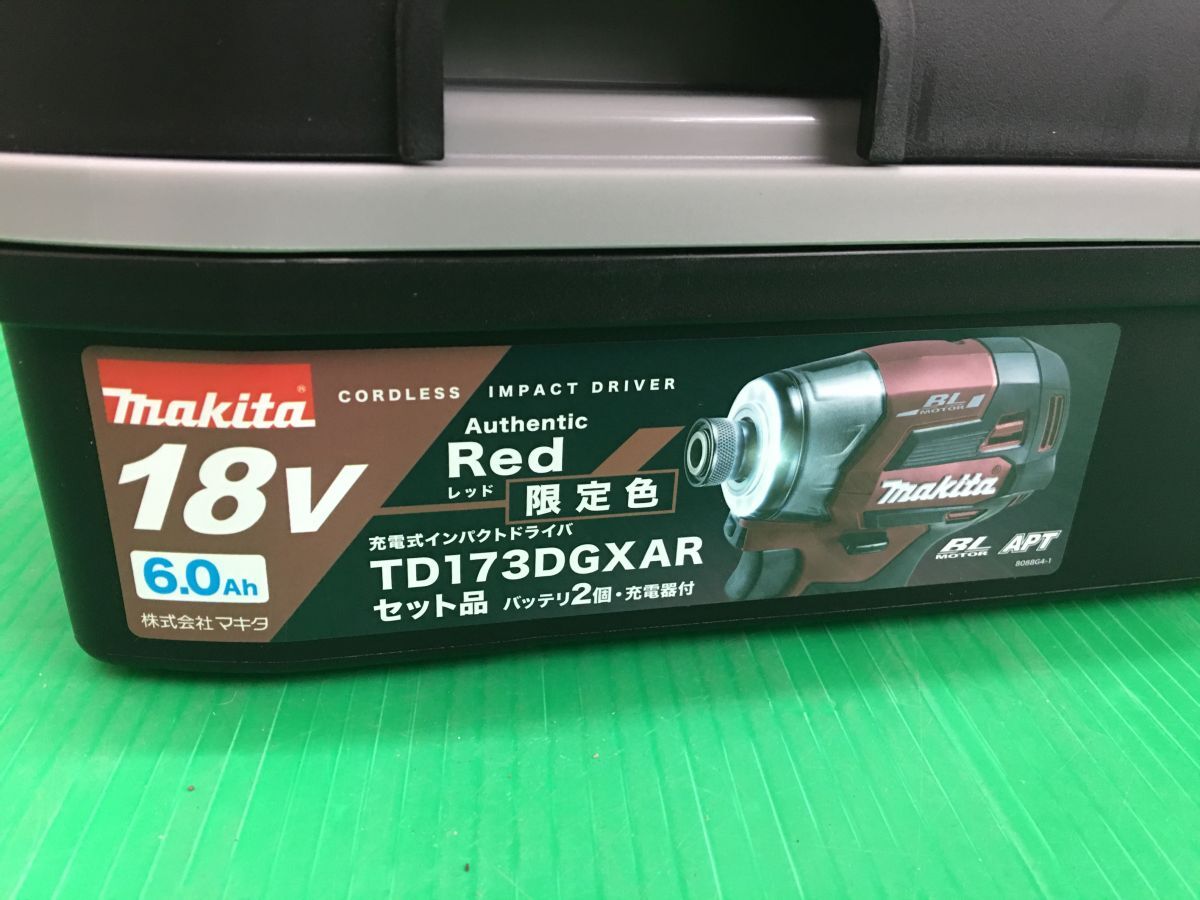 makita®
CORDLESS IMPACT DRIVER
18V
6.0Ah
株式会社マキタ
Authentic
Red
レッド
限定色
充電式インパクトドライバ
TD173DGXAR
セット品 バッテリ2個・充電器付
BL
MOTOR
makita
BL
MOTOR
APT
808BG4-1